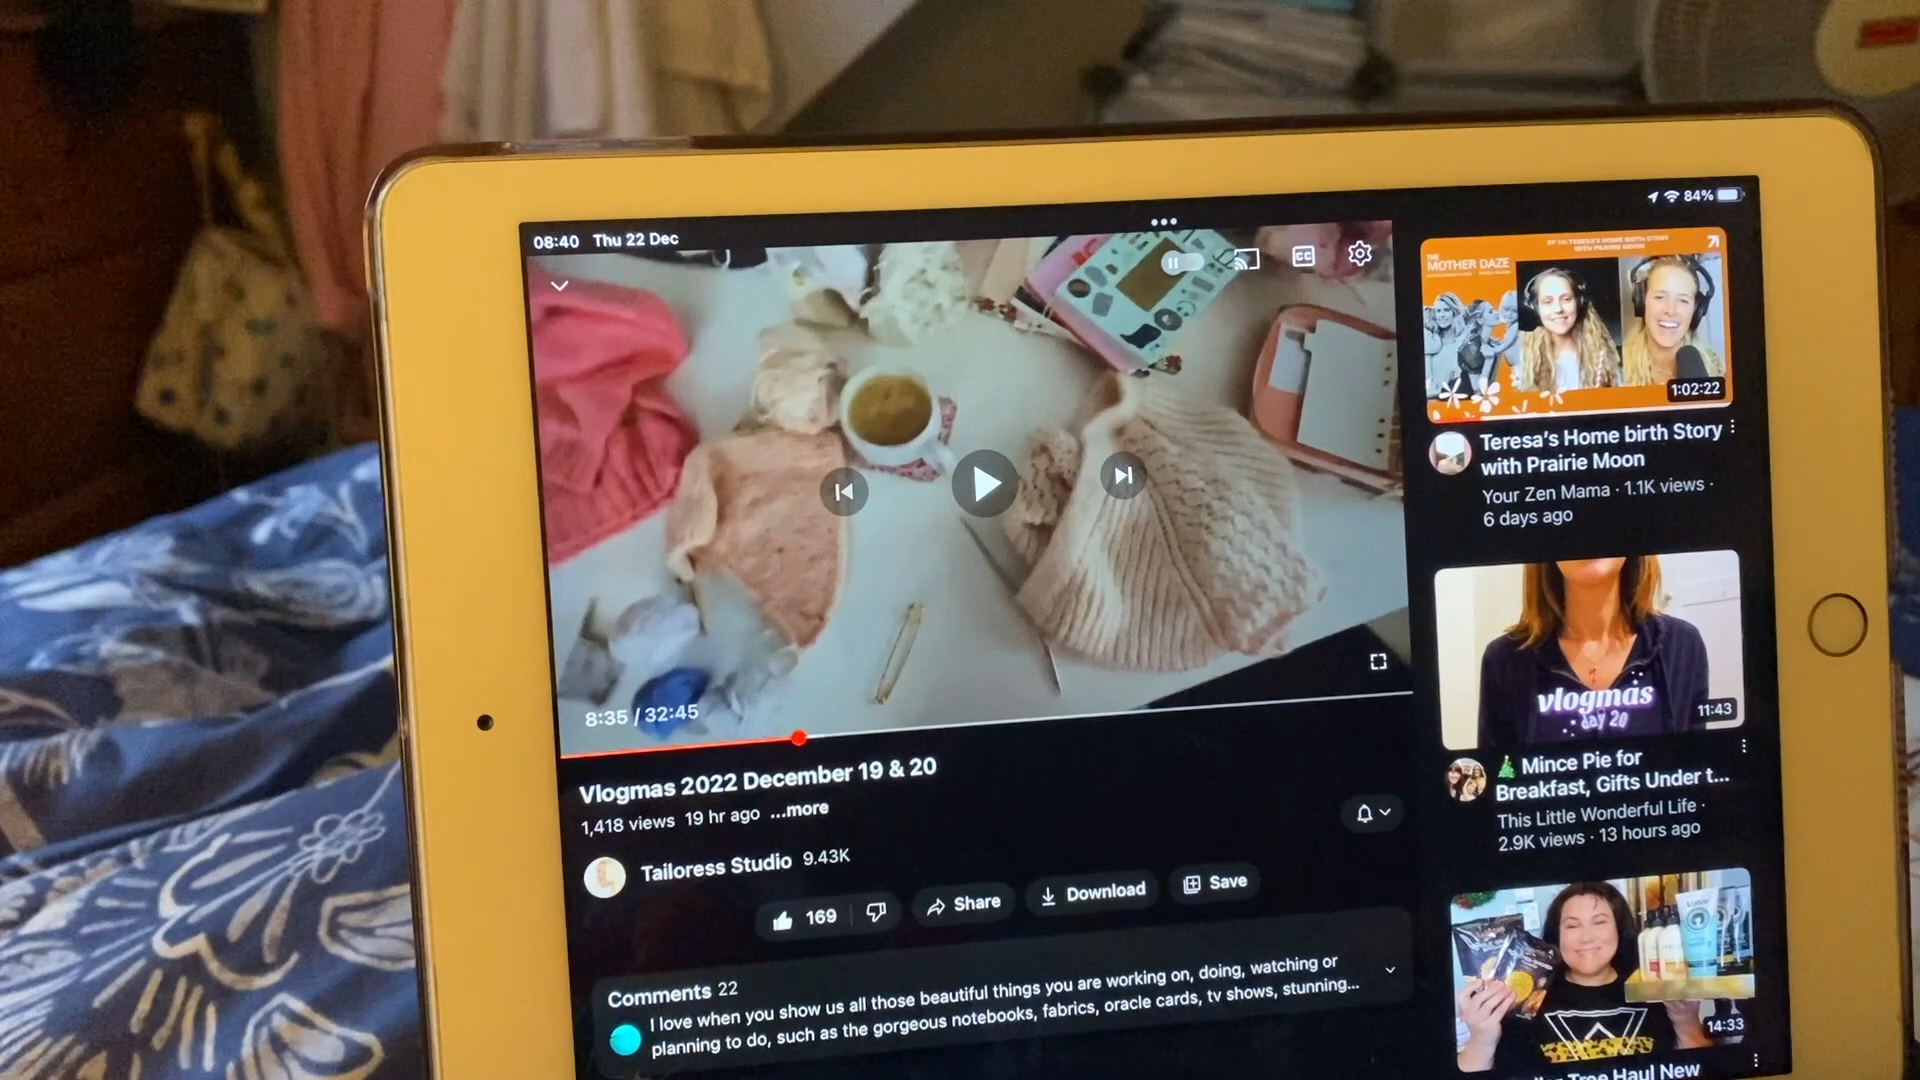 08:40 Thu 22 Dec
84%
CC
8:35 / 32:45
Vlogmas 2022 December 19 & 20
1,418 views 19 hr ago ...more
Tailoress Studio 9.43K
169
Share
Download
Save
Comments 22
I love when you show us all those beautiful things you are working on, doing, watching or
planning to do, such as the gorgeous notebooks, fabrics, oracle cards, tv shows, stunning...
THE
MOTHER DAZE
1:02:22
Teresa's Home birth Story
with Prairie Moon
Your Zen Mama · 1.1K views ·
6 days ago
vlogmas
day 20
11:43
Mince Pie for
Breakfast, Gifts Under t...
This Little Wonderful Life ·
2.9K views · 13 hours ago
14:33
Tree Haul New